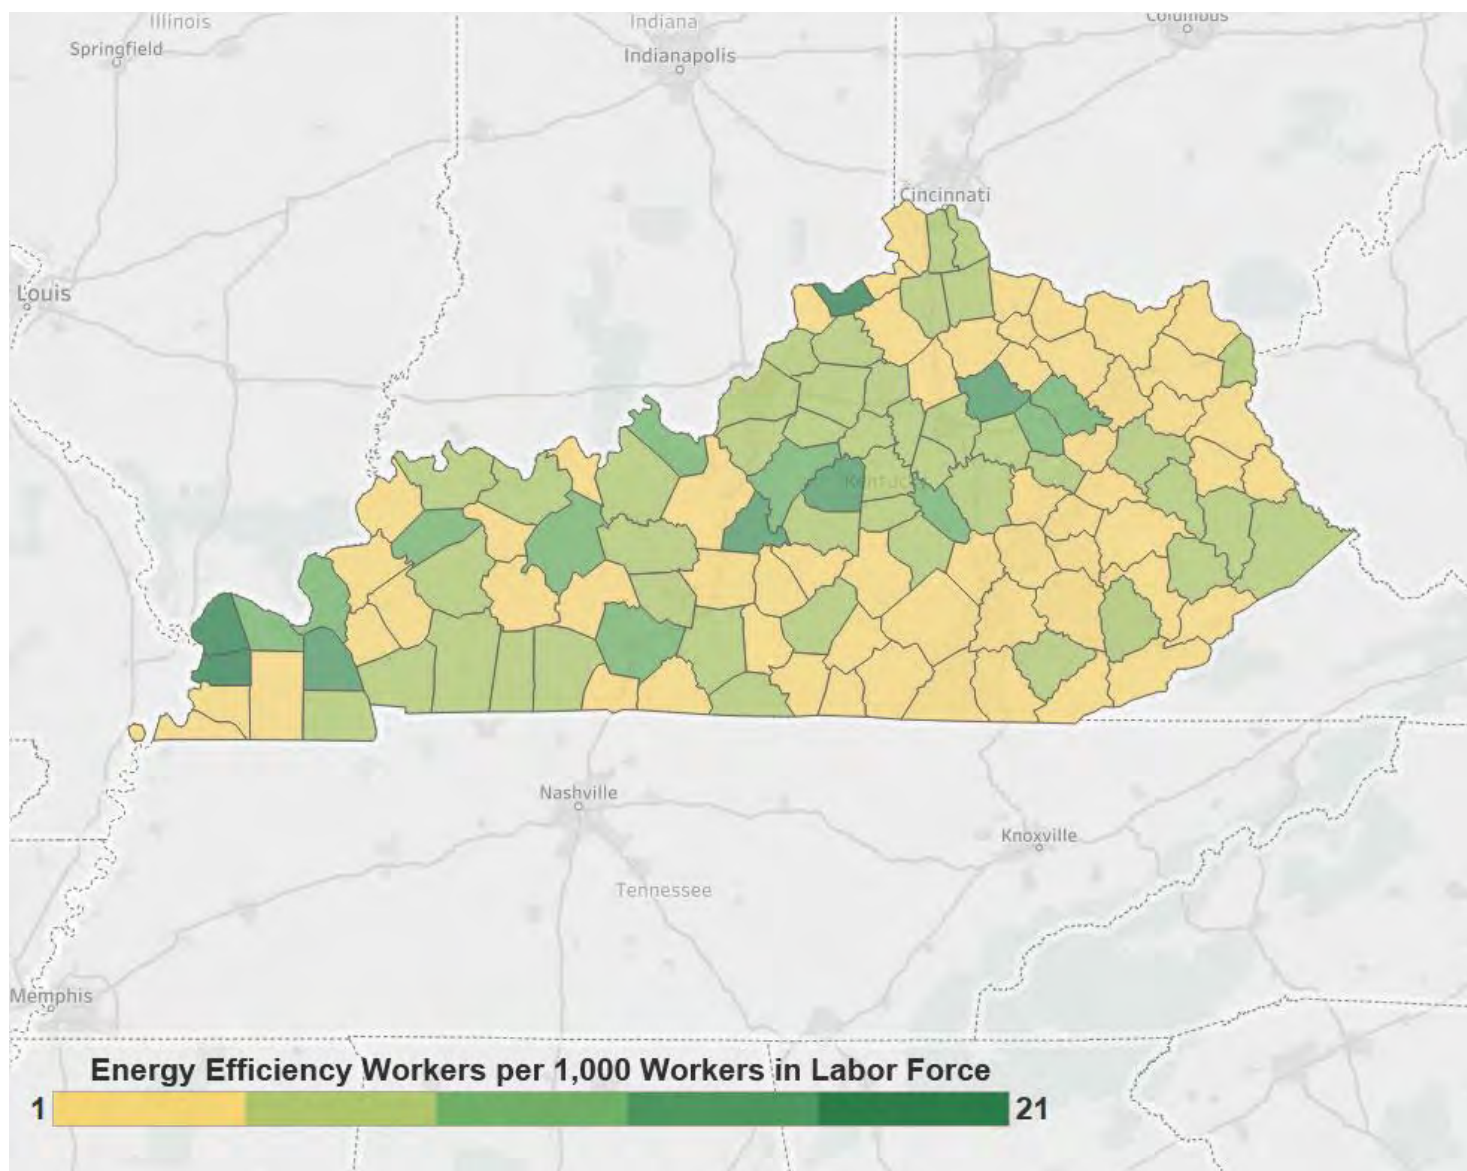 Illinois
Indiana
Columbus
Springfield
Indianapolis
Cincinnati
Louis
Kentucky
Nashville
Knoxville
Tennessee
Memphis
Energy Efficiency Workers per 1,000 Workers in Labor Force
1
21